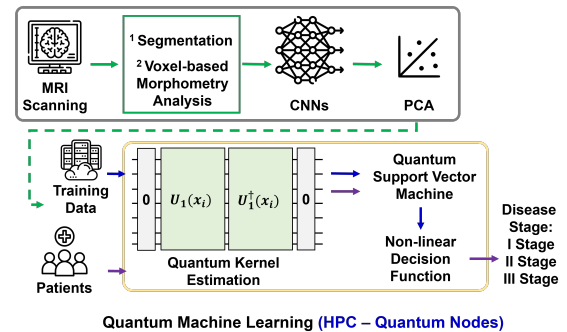 MRI
Scanning
1 Segmentation
2 Voxel-based
Morphometry
Analysis
CNNs
PCA
Training
Data
Patients
0
U₁(xᵢ)
U₁†(xᵢ)
0
Quantum Kernel
Estimation
Quantum
Support Vector
Machine
Non-linear
Decision
Function
Disease
Stage:
I Stage
II Stage
III Stage
Quantum Machine Learning (HPC – Quantum Nodes)